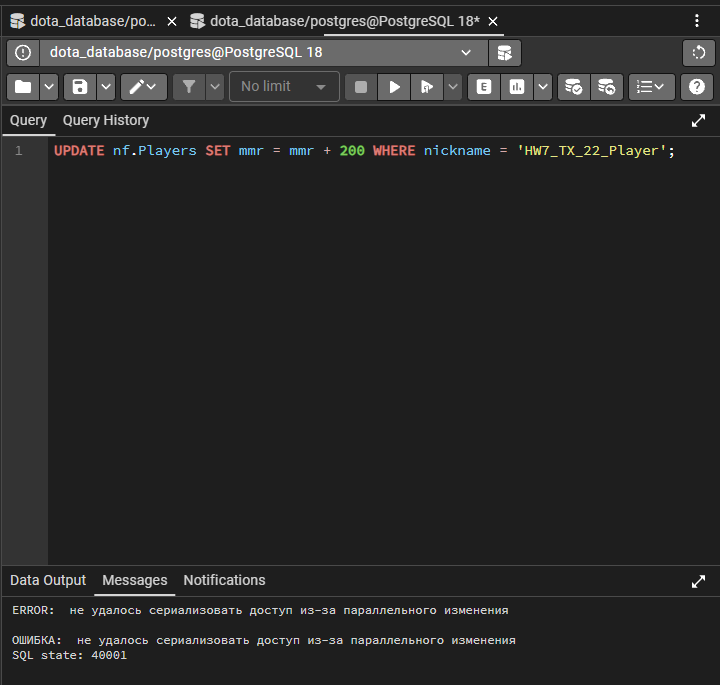 dota_database/po... dota_database/postgres@PostgreSQL 18*
dota_database/postgres@PostgreSQL 18
No limit E
Query Query History
1 UPDATE nf.Players SET mmr = mmr + 200 WHERE nickname = 'HW7_TX_22_Player';
Data Output Messages Notifications
ERROR: не удалось сериализовать доступ из-за параллельного изменения
ОШИБКА: не удалось сериализовать доступ из-за параллельного изменения
SQL state: 40001